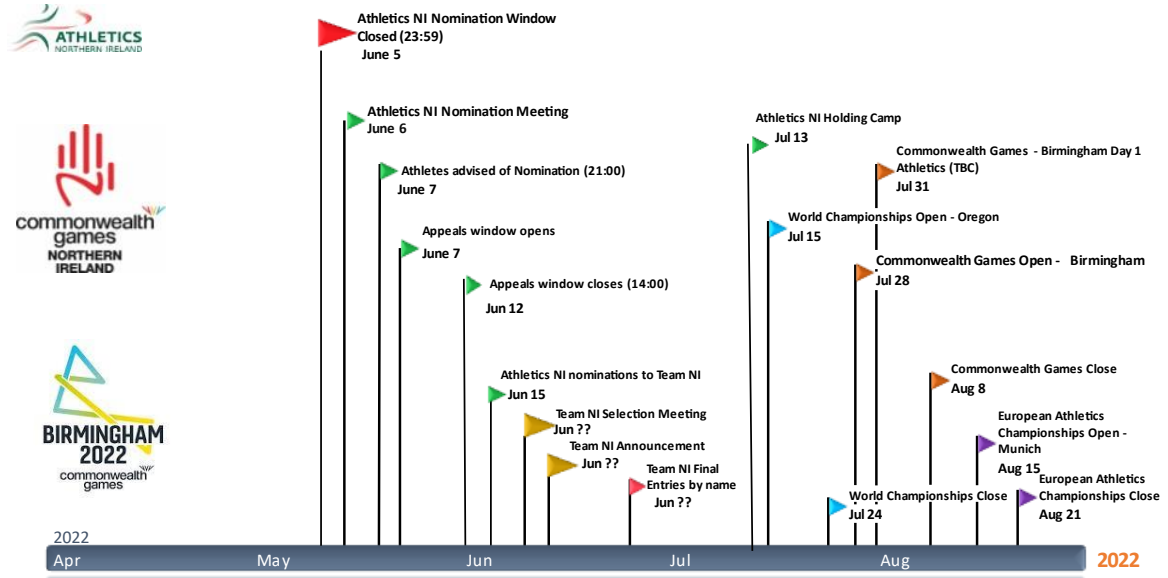 ATHLETICS
NORTHERN IRELAND
commonwealth
games
NORTHERN
IRELAND
BIRMINGHAM
2022
commonwealth
games
Athletics NI Nomination Window
Closed (23:59)
June 5
Athletics NI Nomination Meeting
June 6
Athletes advised of Nomination (21:00)
June 7
Appeals window opens
June 7
Appeals window closes (14:00)
Jun 12
Athletics NI nominations to Team NI
Jun 15
Team NI Selection Meeting
Jun ??
Team NI Announcement
Jun ??
Team NI Final
Entries by name
Jun ??
Athletics NI Holding Camp
Jul 13
World Championships Open - Oregon
Jul 15
World Championships Close
Jul 24
Commonwealth Games - Birmingham Day 1
Athletics (TBC)
Jul 31
Commonwealth Games Open - Birmingham
Jul 28
Commonwealth Games Close
Aug 8
European Athletics
Championships Open -
Munich
Aug 15
European Athletics
Championships Close
Aug 21
2022
Apr May Jun Jul Aug 2022